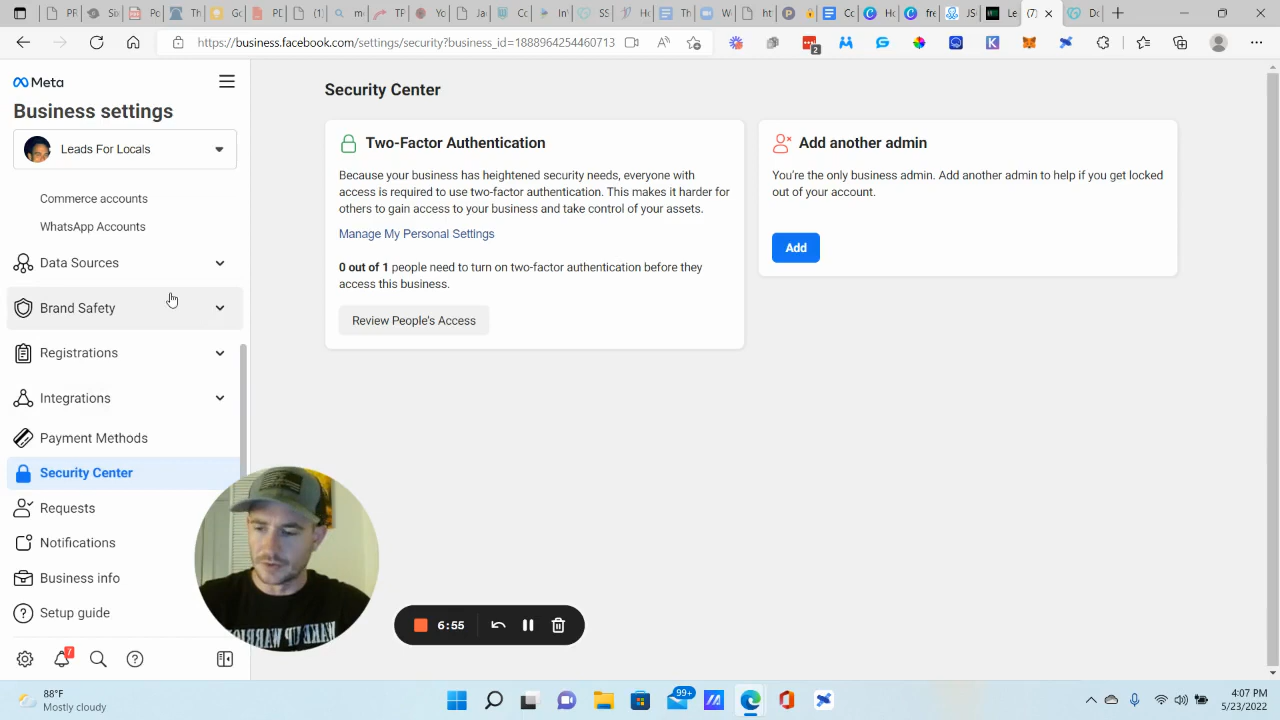 https://business.facebook.com/settings/security?business_id=1888964254460713
2
Meta
Business settings
Leads For Locals
Commerce accounts
WhatsApp Accounts
Data Sources
Brand Safety
Registrations
Integrations
Payment Methods
Security Center
Requests
Notifications
Business info
Setup guide
7
Security Center
Two-Factor Authentication
Because your business has heightened security needs, everyone with
access is required to use two-factor authentication. This makes it harder for
others to gain access to your business and take control of your assets.
Manage My Personal Settings
0 out of 1 people need to turn on two-factor authentication before they
access this business.
Review People's Access
Add another admin
You're the only business admin. Add another admin to help if you get locked
out of your account.
Add
6:55
88°F
Mostly cloudy
99+
4:07 PM
5/23/2022